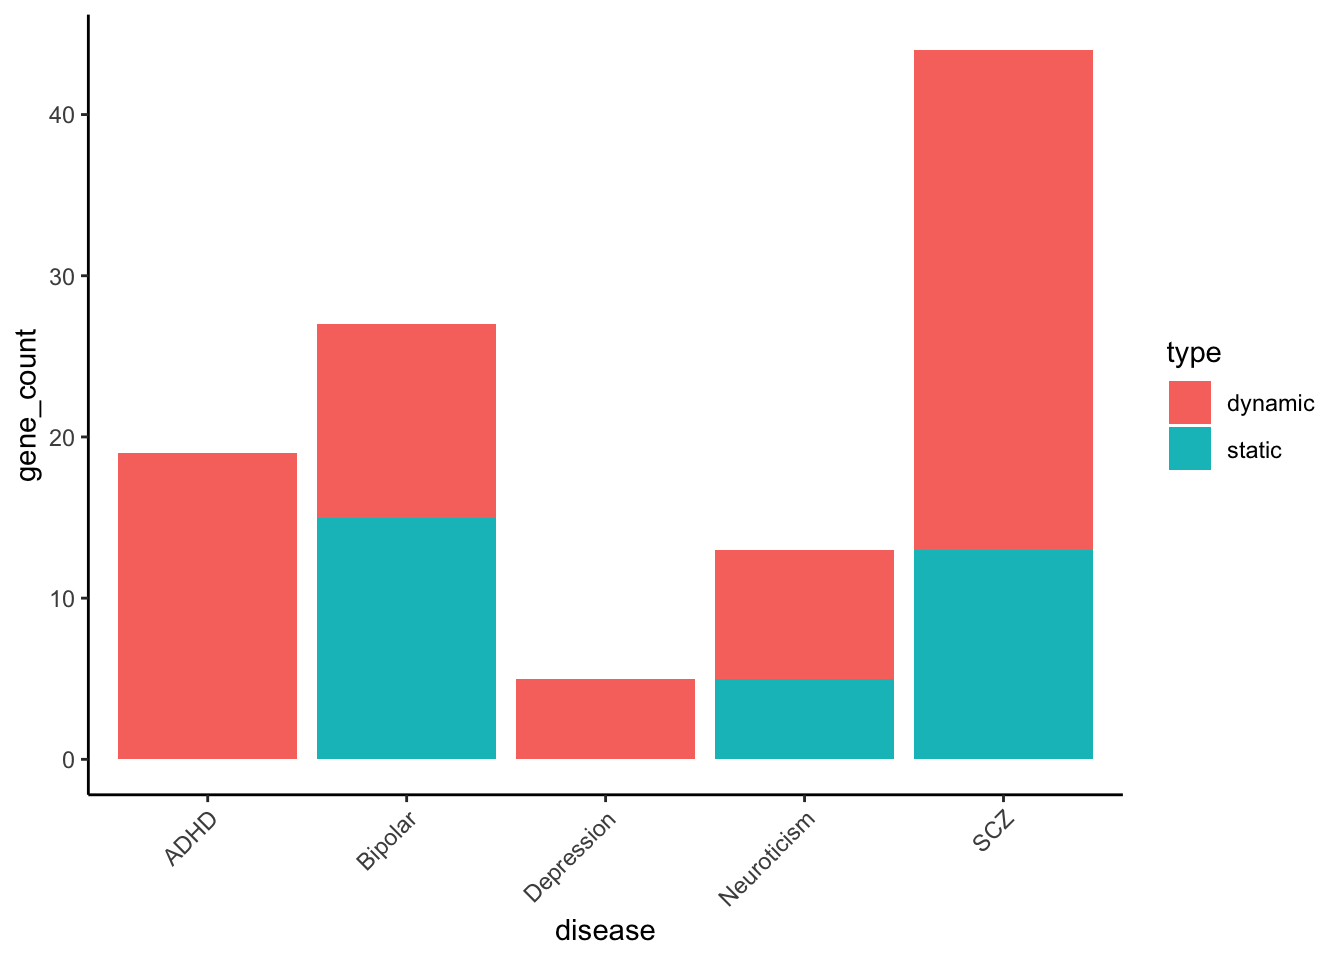 gene_count
40
30
20
10
0
ADHD
Bipolar
Depression
Neuroticism
SCZ
disease
type
dynamic
static